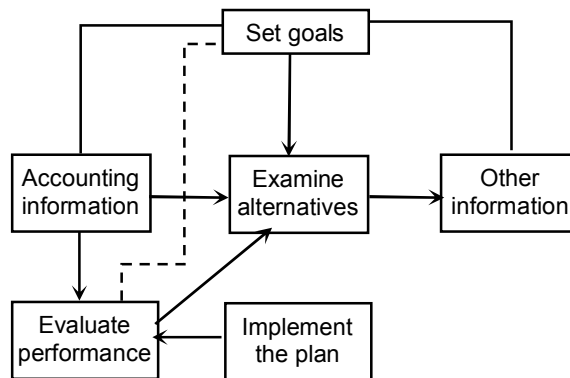 Set goals
Accounting
information
Examine
alternatives
Other
information
Evaluate
performance
Implement
the plan